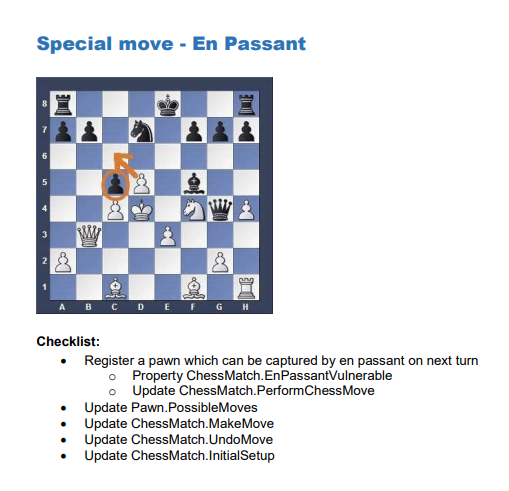 Special move - En Passant
8
7
6
5
4
3
2
1
A B C D E F G H
Checklist:
• Register a pawn which can be captured by en passant on next turn
o Property ChessMatch.EnPassantVulnerable
o Update ChessMatch.PerformChessMove
• Update Pawn.PossibleMoves
• Update ChessMatch.MakeMove
• Update ChessMatch.UndoMove
• Update ChessMatch.InitialSetup